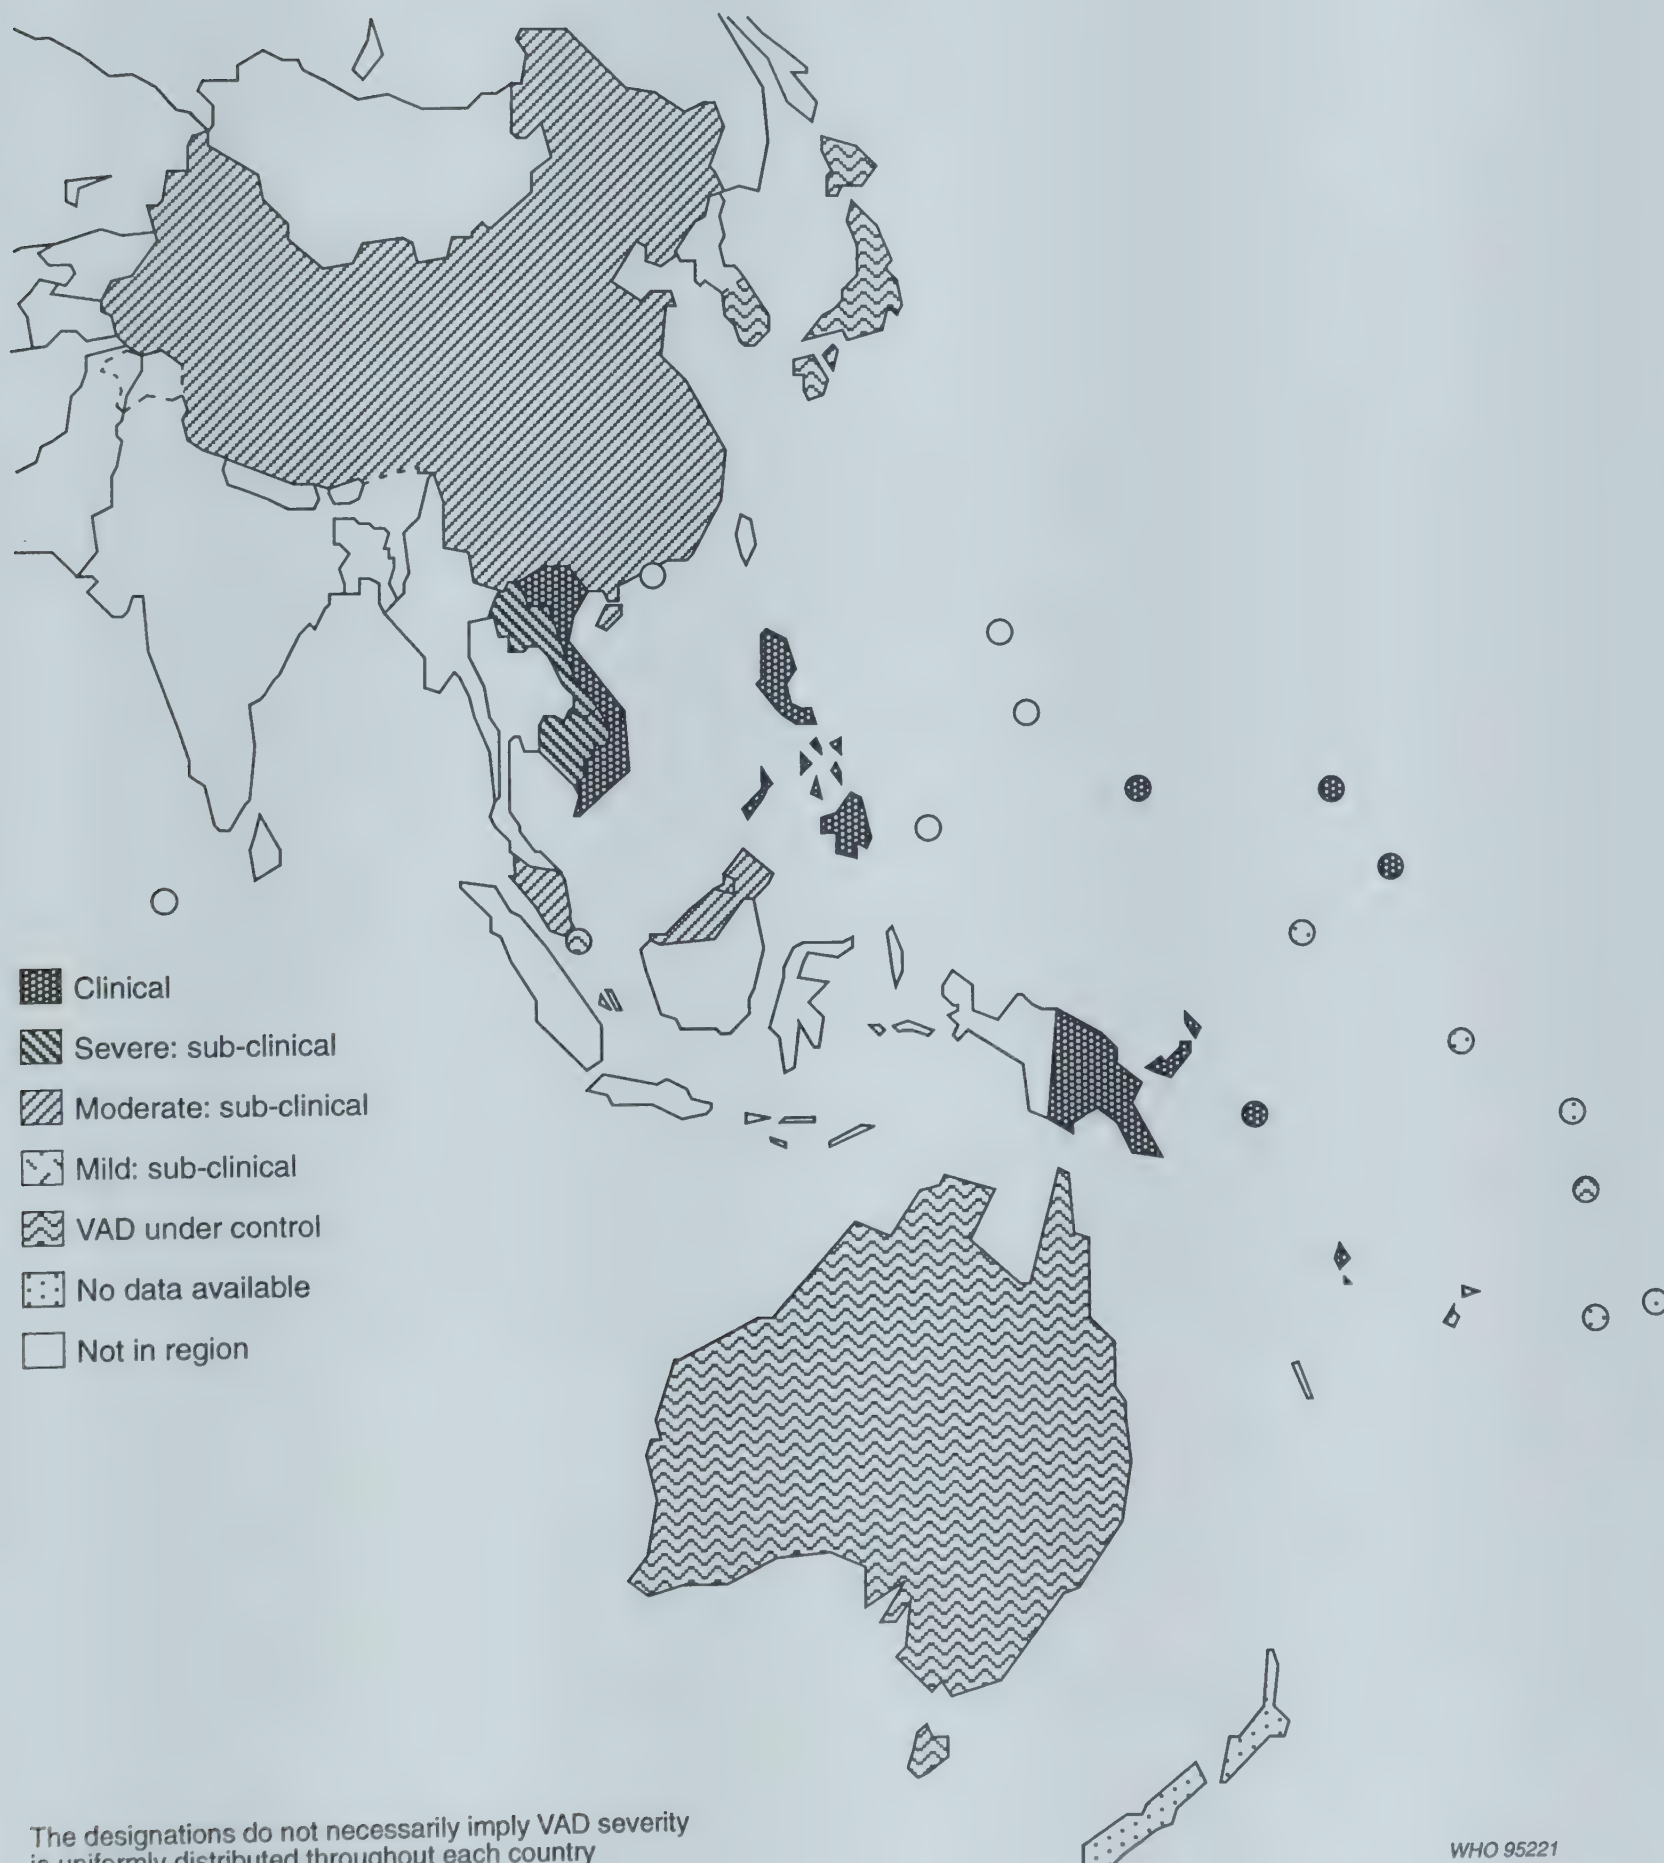 Clinical
Severe: sub-clinical
Moderate: sub-clinical
Mild: sub-clinical
VAD under control
No data available
Not in region
The designations do not necessarily imply VAD severity
is uniformly distributed throughout each country
WHO 95221